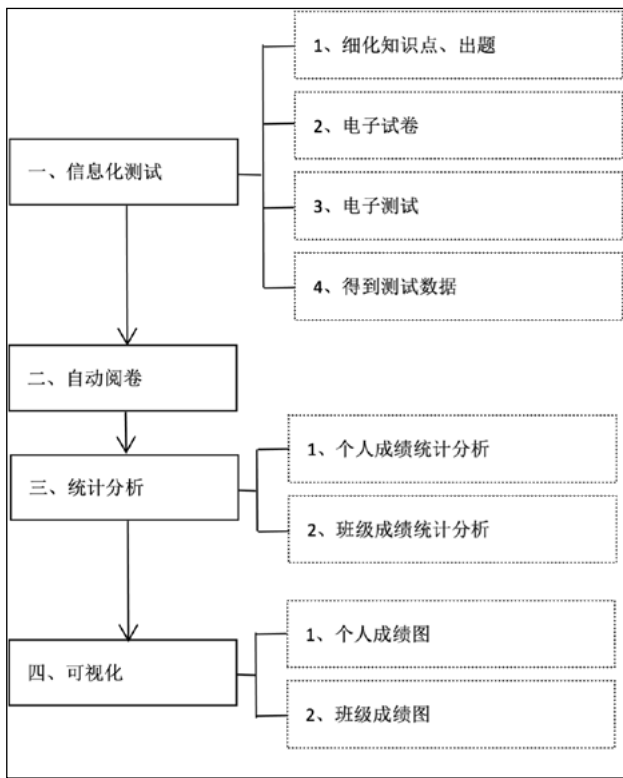 一、信息化测试
1、细化知识点、出题
2、电子试卷
3、电子测试
4、得到测试数据
二、自动阅卷
三、统计分析
1、个人成绩统计分析
2、班级成绩统计分析
四、可视化
1、个人成绩图
2、班级成绩图